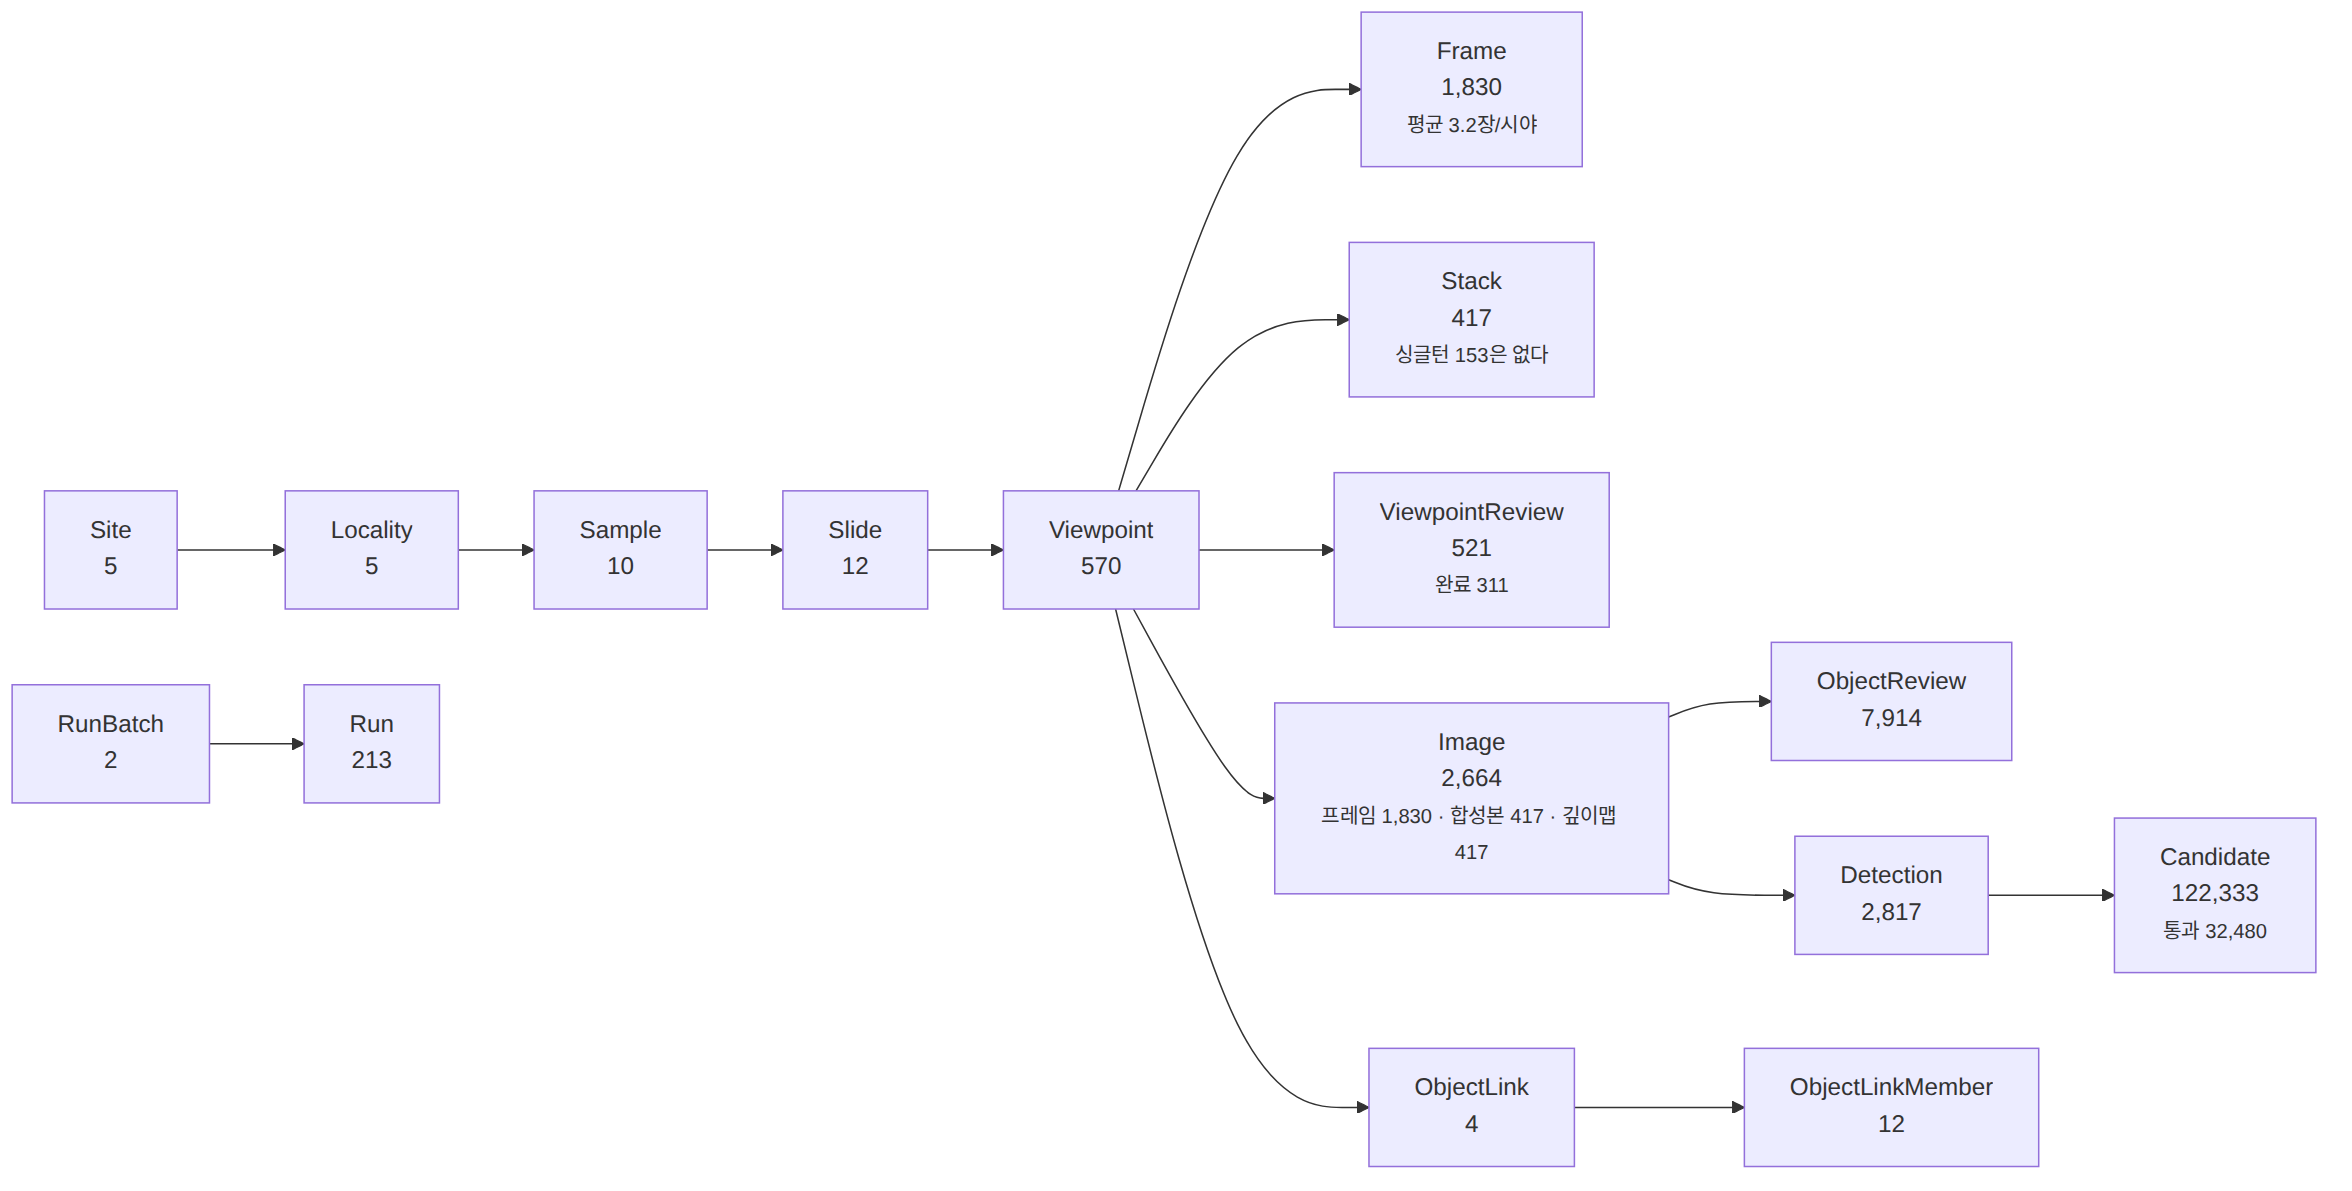 Frame
1,830
평균 3.2장/시야
Stack
417
싱글턴 153은 없다
Site
5
Locality
5
Sample
10
Slide
12
Viewpoint
570
ViewpointReview
521
완료 311
RunBatch
2
Run
213
Image
2,664
프레임 1,830 · 합성본 417 · 깊이맵
417
ObjectReview
7,914
Detection
2,817
Candidate
122,333
통과 32,480
ObjectLink
4
ObjectLinkMember
12